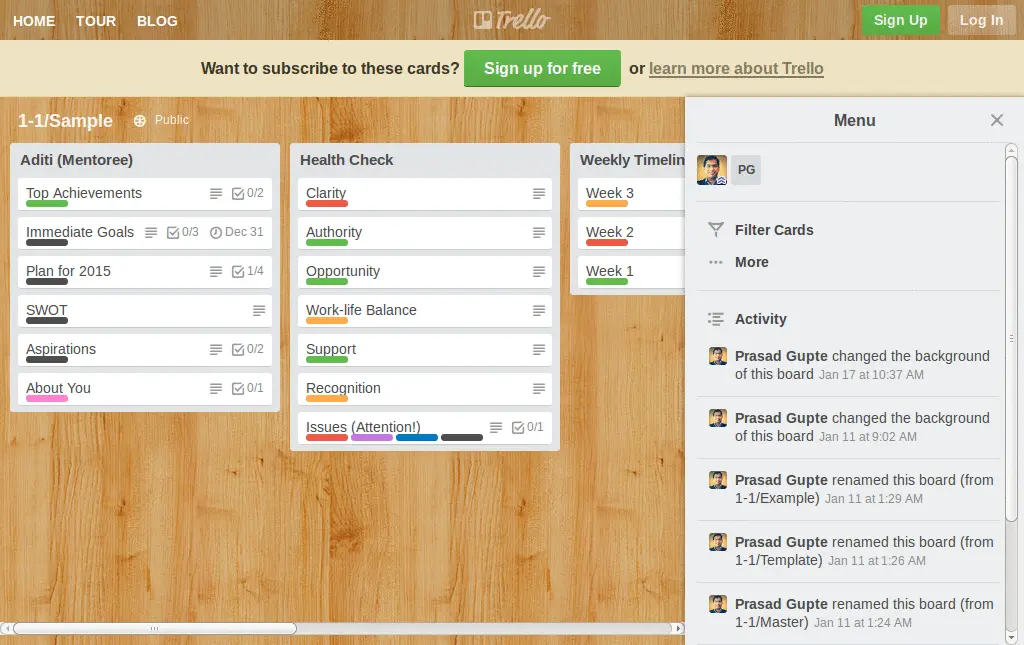 HOME TOUR BLOG Trello Sign Up Log In
Want to subscribe to these cards? Sign up for free or learn more about Trello
1-1/Sample Public
Aditi (Mentoree)
Top Achievements 0/2
Immediate Goals 0/3 Dec 31
Plan for 2015 1/4
SWOT
Aspirations 0/2
About You 0/1
Health Check
Clarity
Authority
Opportunity
Work-life Balance
Support
Recognition
Issues (Attention!) 0/1
Weekly Timelin
Week 3
Week 2
Week 1
Menu
PG
Filter Cards
More
Activity
Prasad Gupte changed the background
of this board Jan 17 at 10:37 AM
Prasad Gupte changed the background
of this board Jan 11 at 9:02 AM
Prasad Gupte renamed this board (from
1-1/Example) Jan 11 at 1:29 AM
Prasad Gupte renamed this board (from
1-1/Template) Jan 11 at 1:26 AM
Prasad Gupte renamed this board (from
1-1/Master) Jan 11 at 1:24 AM